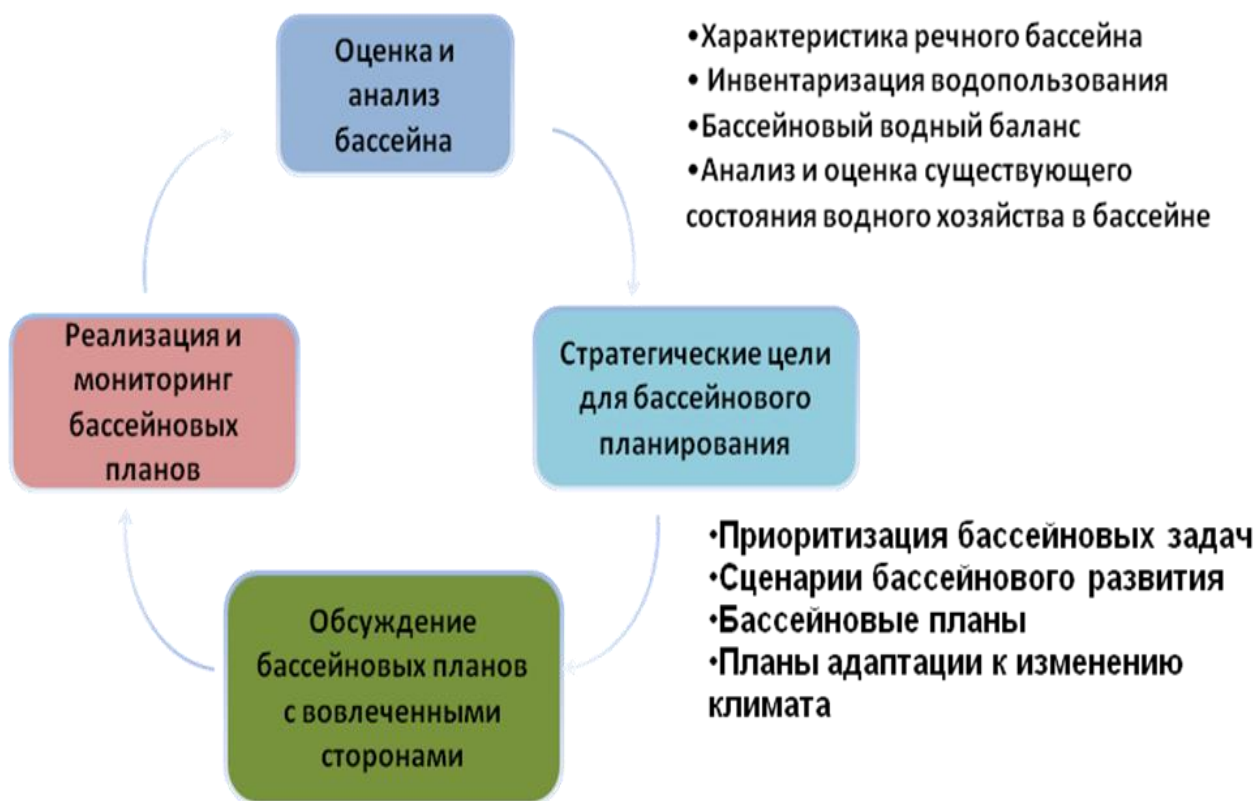 Оценка и
анализ
бассейна
•Характеристика речного бассейна
• Инвентаризация водопользования
•Бассейновый водный баланс
•Анализ и оценка существующего
состояния водного хозяйства в бассейне
Стратегические цели
для бассейнового
планирования
•Приоритизация бассейновых задач
•Сценарии бассейнового развития
•Бассейновые планы
•Планы адаптации к изменению
климата
Обсуждение
бассейновых планов
с вовлеченными
сторонами
Реализация и
мониторинг
бассейновых
планов